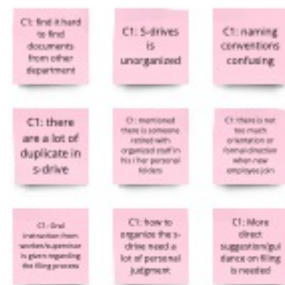 C1: find it hard
to find
documents
from other
department
C1: S-drives
is
unorganized
C1: naming
conventions
confusing
C1: there
are a lot of
duplicate in
s-drive
C1: mentioned
there is someone
retired with
organized stuff in
his / her personal
folders
C1: there is not
too much
orientation or
formal direction
when new
employee join
C1: Oral
instruction from
worker/supervisor
is given regarding
the filing process
C1: how to
organize the s-
drive need a
lot of personal
judgment
C1: More
direct
suggestion/gui
dance on filing
is needed